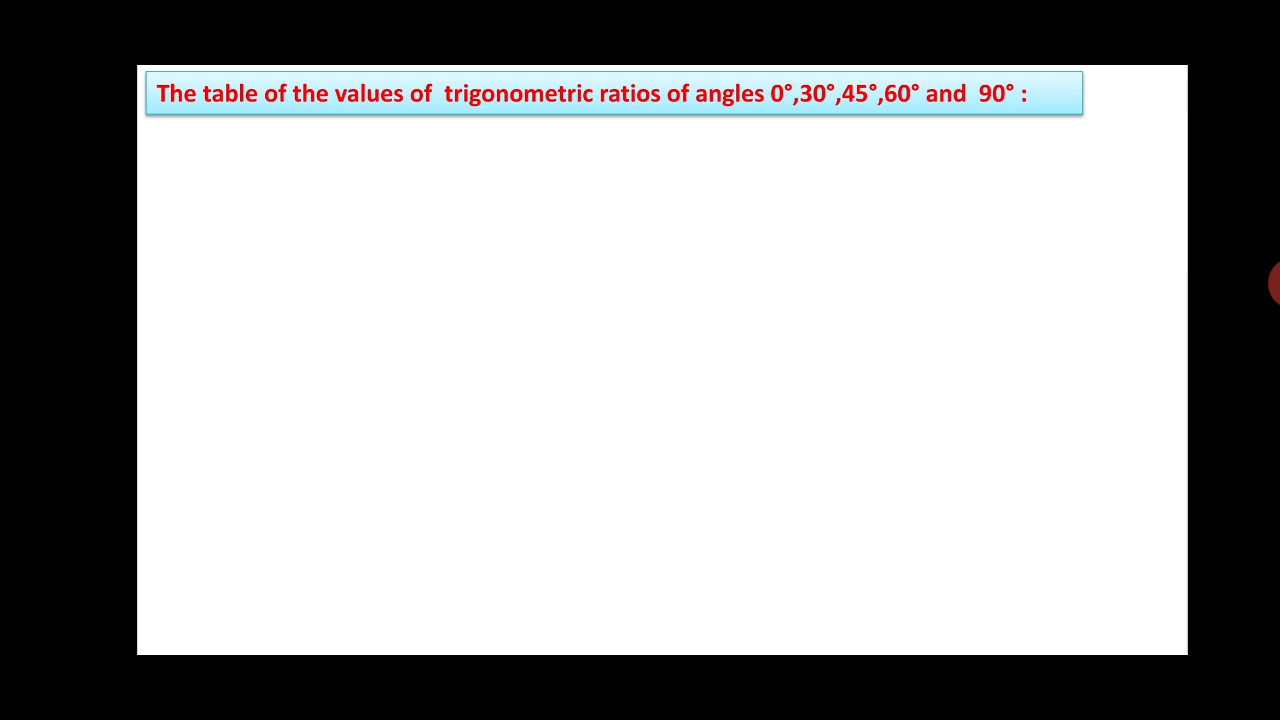 The table of the values of  trigonometric ratios of angles 0°,30°,45°,60° and  90° :